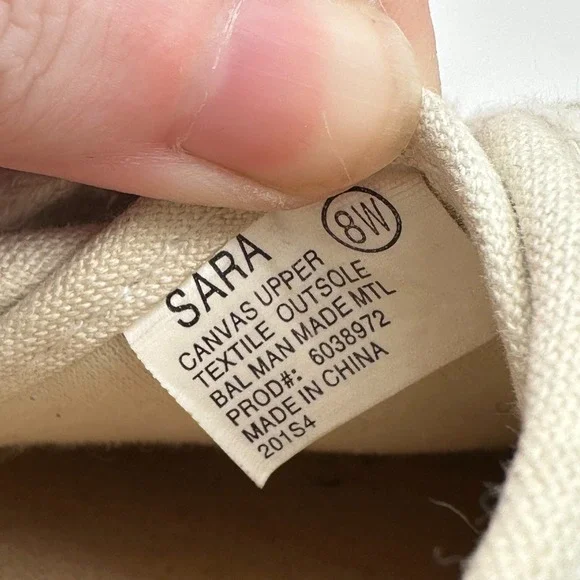 8W
SARA
CANVAS UPPER
TEXTILE OUTSOLE
BAL MAN MADE MTL
PROD#: 6038972
MADE IN CHINA
201S4